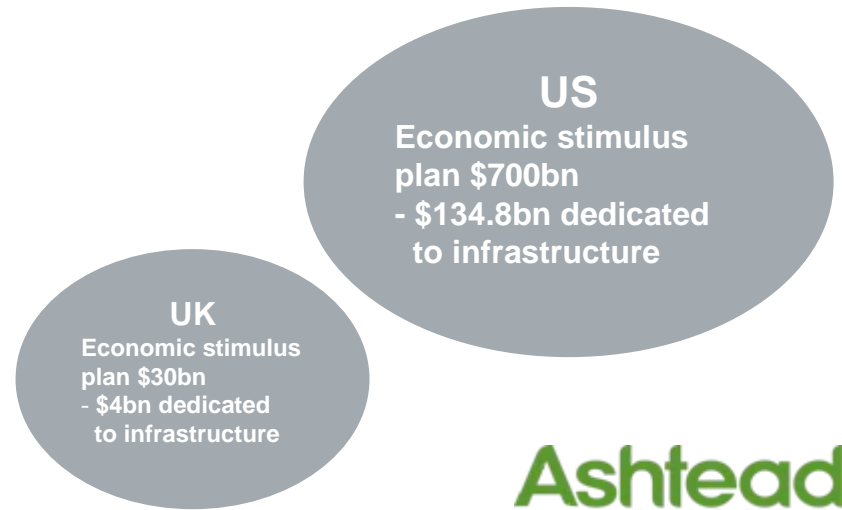 US
Economic stimulus
plan $700bn
- $134.8bn dedicated
to infrastructure
UK
Economic stimulus
plan $30bn
- $4bn dedicated
to infrastructure
Ashtead